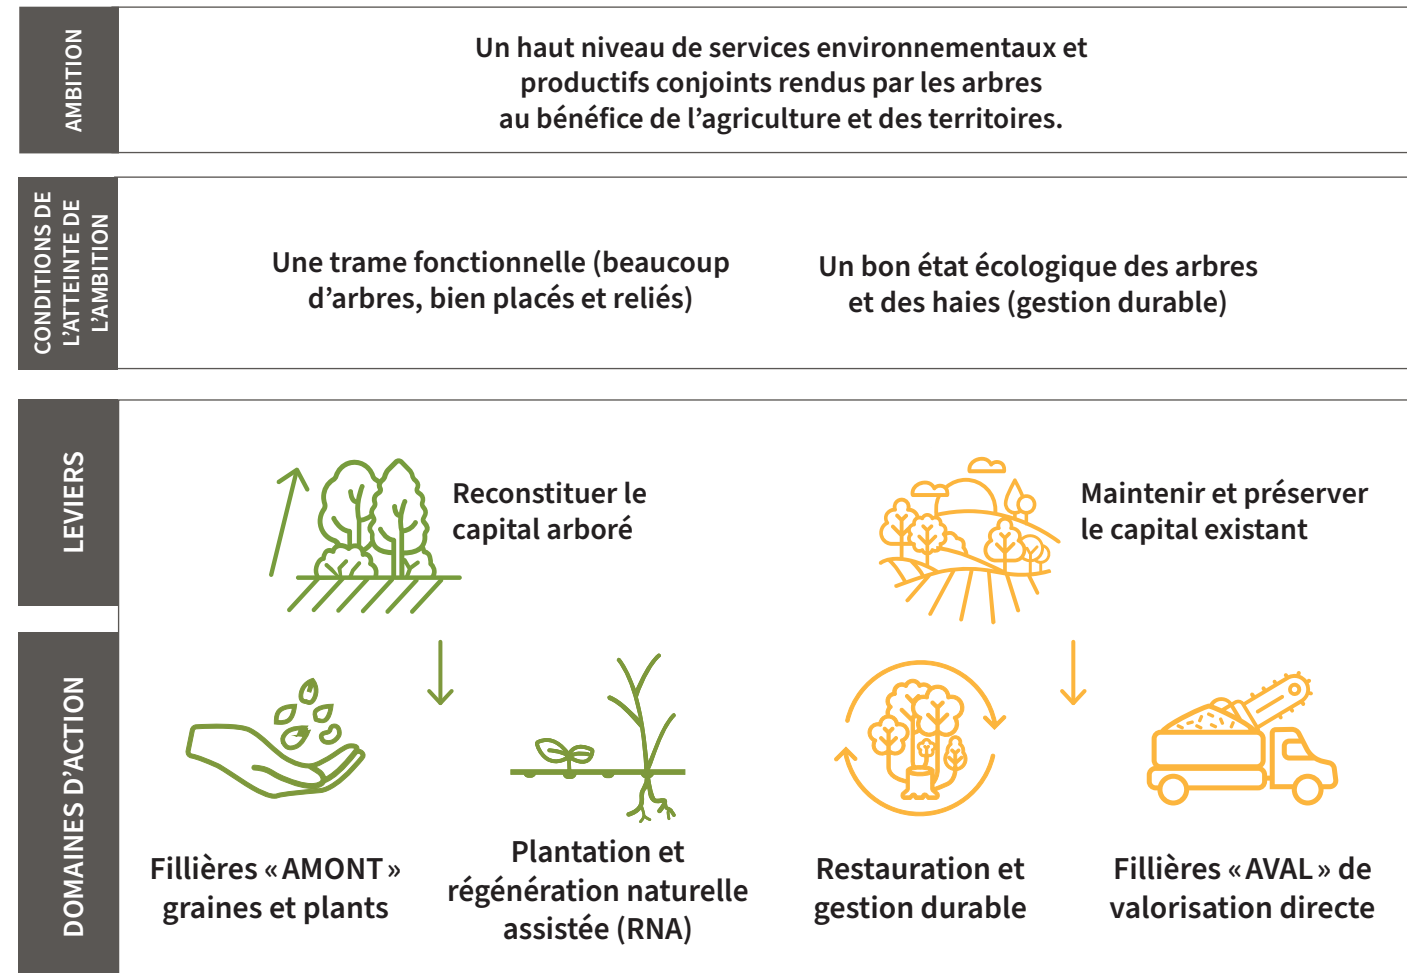 AMBITION
Un haut niveau de services environnementaux et
productifs conjoints rendus par les arbres
au bénéfice de l’agriculture et des territoires.
CONDITIONS DE
L’ATTEINTE DE
L’AMBITION
Une trame fonctionnelle (beaucoup
d’arbres, bien placés et reliés)
Un bon état écologique des arbres
et des haies (gestion durable)
LEVIERS
Reconstituer le
capital arboré
Maintenir et préserver
le capital existant
DOMAINES D’ACTION
Fillières « AMONT »
graines et plants
Plantation et
régénération naturelle
assistée (RNA)
Restauration et
gestion durable
Fillières « AVAL » de
valorisation directe